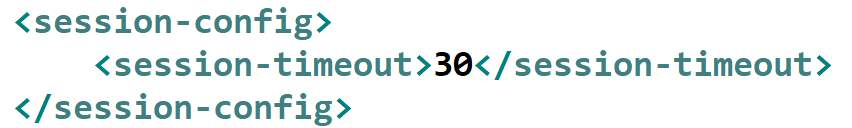 <session-config>
    <session-timeout>30</session-timeout>
</session-config>